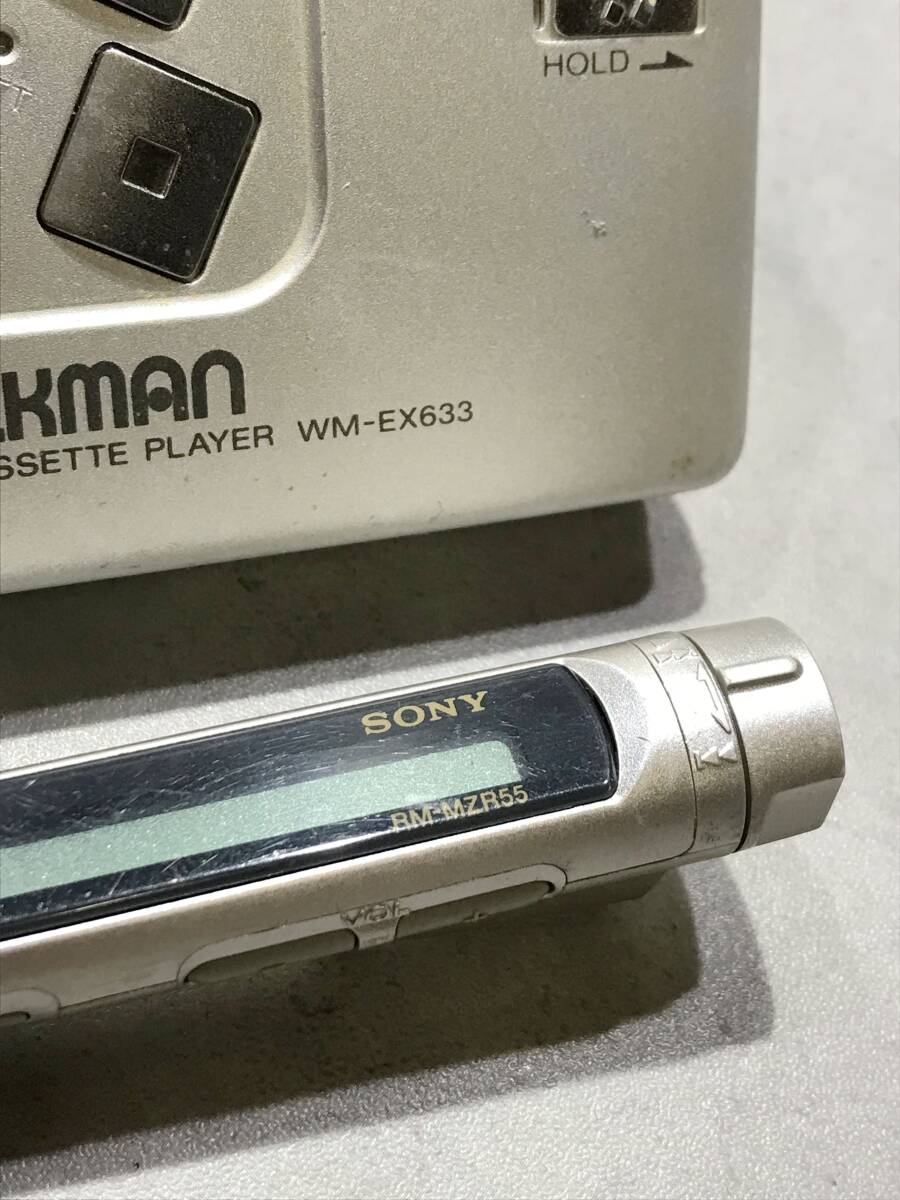 HOLD
LKMAN
SSETTE PLAYER WM-EX633
SONY
RM-MZR55
VOL
+